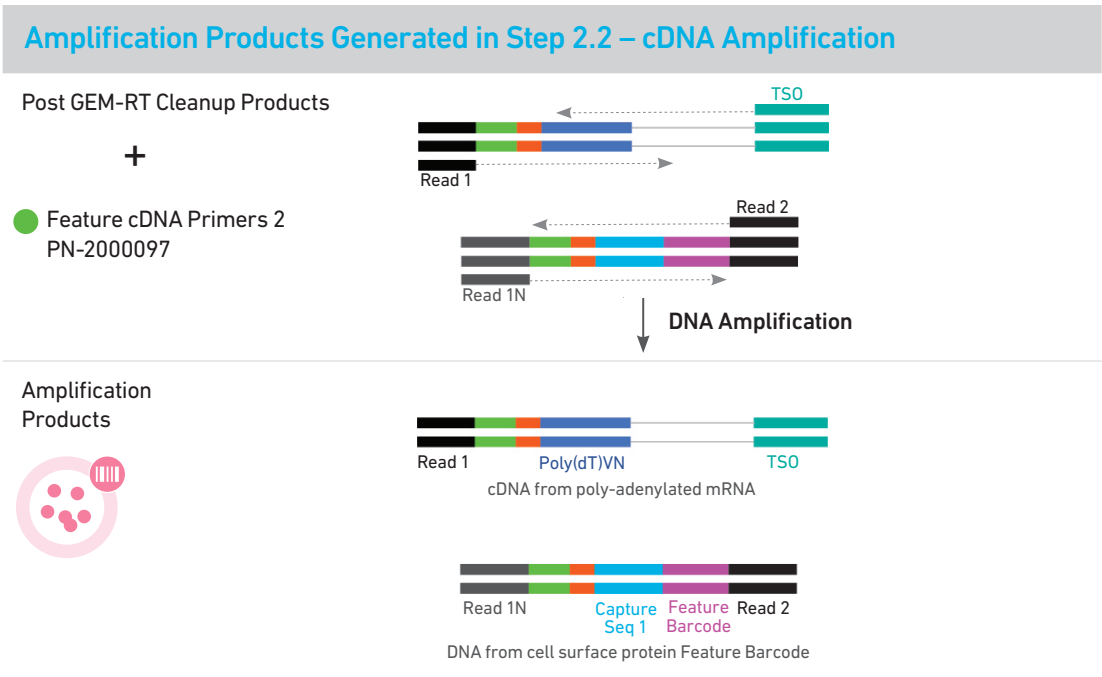 Amplification Products Generated in Step 2.2 – cDNA Amplification
Post GEM-RT Cleanup Products
+
Feature cDNA Primers 2
PN-2000097
TSO
Read 1
Read 2
Read 1N
DNA Amplification
Amplification
Products
Read 1
Poly(dT)VN
TSO
cDNA from poly-adenylated mRNA
Read 1N
Capture
Seq 1
Feature
Barcode
Read 2
DNA from cell surface protein Feature Barcode